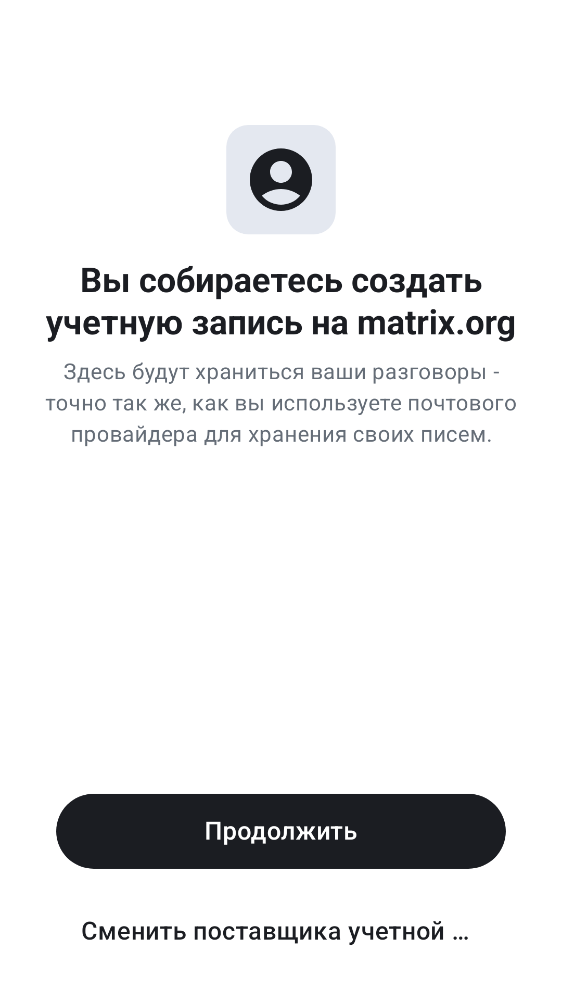 Вы собираетесь создать
учетную запись на matrix.org
Здесь будут храниться ваши разговоры -
точно так же, как вы используете почтового
провайдера для хранения своих писем.
Продолжить
Сменить поставщика учетной ...